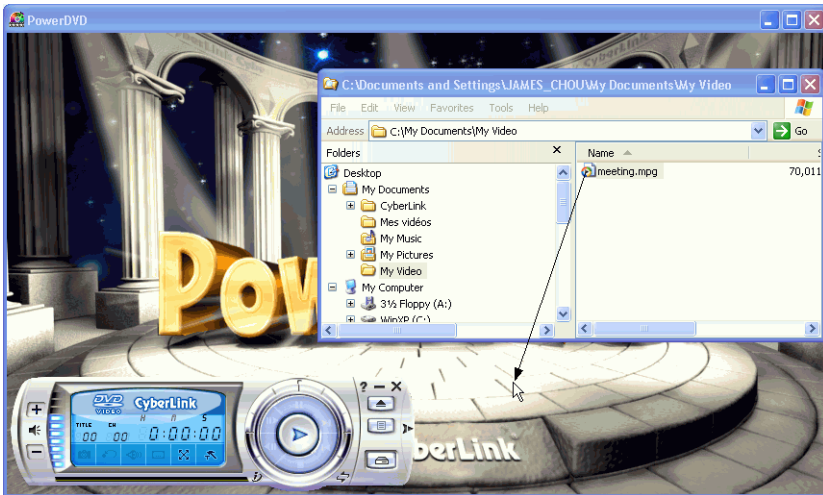 PowerDVD
C:\Documents and Settings\JAMES_CHOU\My Documents\My Video
File Edit View Favorites Tools Help
Address C:\My Documents\My Video Go
Folders
Name
Desktop
meeting.mpg 70,011
My Documents
CyberLink
Mes vidéos
My Music
My Pictures
My Video
My Computer
3½ Floppy (A:)
WinXP (C:)
Pow
DVD VIDEO CyberLink
H M S
TITLE CH
00 00 0:00:00
yberLink